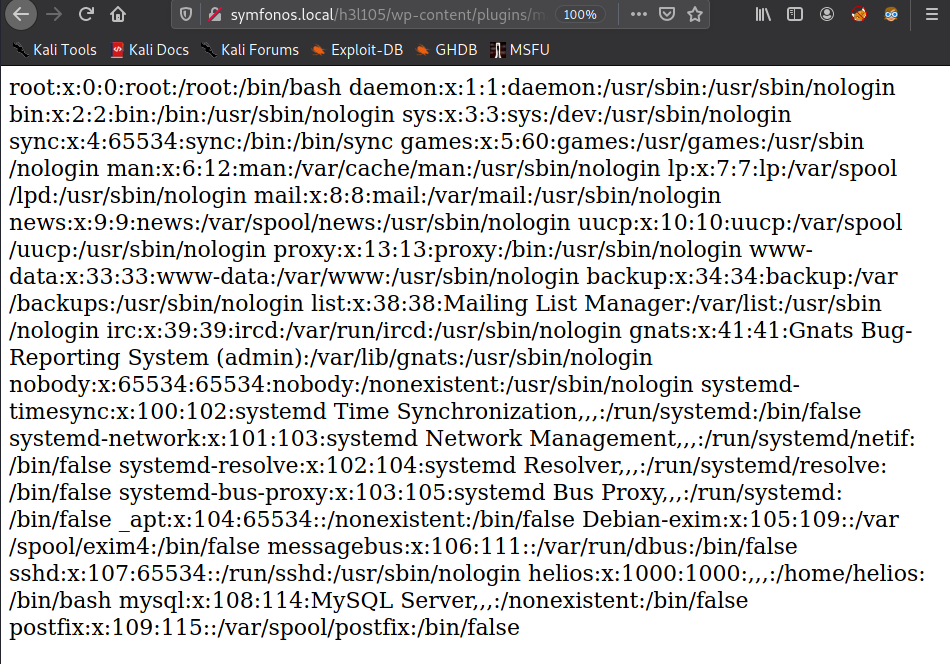 symfonos.local/h3l105/wp-content/plugins/m
100%
Kali Tools Kali Docs Kali Forums Exploit-DB GHDB MSFU
root:x:0:0:root:/root:/bin/bash daemon:x:1:1:daemon:/usr/sbin:/usr/sbin/nologin
bin:x:2:2:bin:/bin:/usr/sbin/nologin sys:x:3:3:sys:/dev:/usr/sbin/nologin
sync:x:4:65534:sync:/bin:/bin/sync games:x:5:60:games:/usr/games:/usr/sbin
/nologin man:x:6:12:man:/var/cache/man:/usr/sbin/nologin lp:x:7:7:lp:/var/spool
/lpd:/usr/sbin/nologin mail:x:8:8:mail:/var/mail:/usr/sbin/nologin
news:x:9:9:news:/var/spool/news:/usr/sbin/nologin uucp:x:10:10:uucp:/var/spool
/uucp:/usr/sbin/nologin proxy:x:13:13:proxy:/bin:/usr/sbin/nologin www-
data:x:33:33:www-data:/var/www:/usr/sbin/nologin backup:x:34:34:backup:/var
/backups:/usr/sbin/nologin list:x:38:38:Mailing List Manager:/var/list:/usr/sbin
/nologin irc:x:39:39:ircd:/var/run/ircd:/usr/sbin/nologin gnats:x:41:41:Gnats Bug-
Reporting System (admin):/var/lib/gnats:/usr/sbin/nologin
nobody:x:65534:65534:nobody:/nonexistent:/usr/sbin/nologin systemd-
timesync:x:100:102:systemd Time Synchronization,,,:/run/systemd:/bin/false
systemd-network:x:101:103:systemd Network Management,,,:/run/systemd/netif:
/bin/false systemd-resolve:x:102:104:systemd Resolver,,,:/run/systemd/resolve:
/bin/false systemd-bus-proxy:x:103:105:systemd Bus Proxy,,,:/run/systemd:
/bin/false _apt:x:104:65534::/nonexistent:/bin/false Debian-exim:x:105:109::/var
/spool/exim4:/bin/false messagebus:x:106:111::/var/run/dbus:/bin/false
sshd:x:107:65534::/run/sshd:/usr/sbin/nologin helios:x:1000:1000:,,,:/home/helios:
/bin/bash mysql:x:108:114:MySQL Server,,,:/nonexistent:/bin/false
postfix:x:109:115::/var/spool/postfix:/bin/false